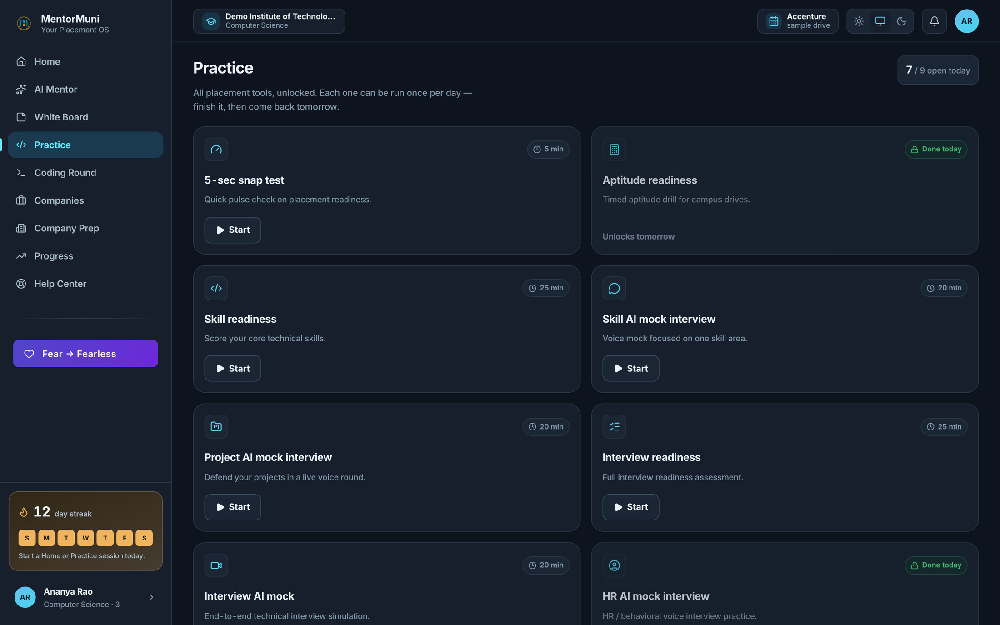 MentorMuni
Your Placement OS
Home
AI Mentor
White Board
Practice
Coding Round
Companies
Company Prep
Progress
Help Center
Fear → Fearless
12 day streak
S M T W T F S
Start a Home or Practice session today.
AR
Ananya Rao
Computer Science · 3
Demo Institute of Technolo...
Computer Science
Accenture
sample drive
AR
Practice
7 / 9 open today
All placement tools, unlocked. Each one can be run once per day —
finish it, then come back tomorrow.
5 min
5-sec snap test
Quick pulse check on placement readiness.
Start
Done today
Aptitude readiness
Timed aptitude drill for campus drives.
Unlocks tomorrow
25 min
Skill readiness
Score your core technical skills.
Start
20 min
Skill AI mock interview
Voice mock focused on one skill area.
Start
20 min
Project AI mock interview
Defend your projects in a live voice round.
Start
25 min
Interview readiness
Full interview readiness assessment.
Start
20 min
Interview AI mock
End-to-end technical interview simulation.
Done today
HR AI mock interview
HR / behavioral voice interview practice.